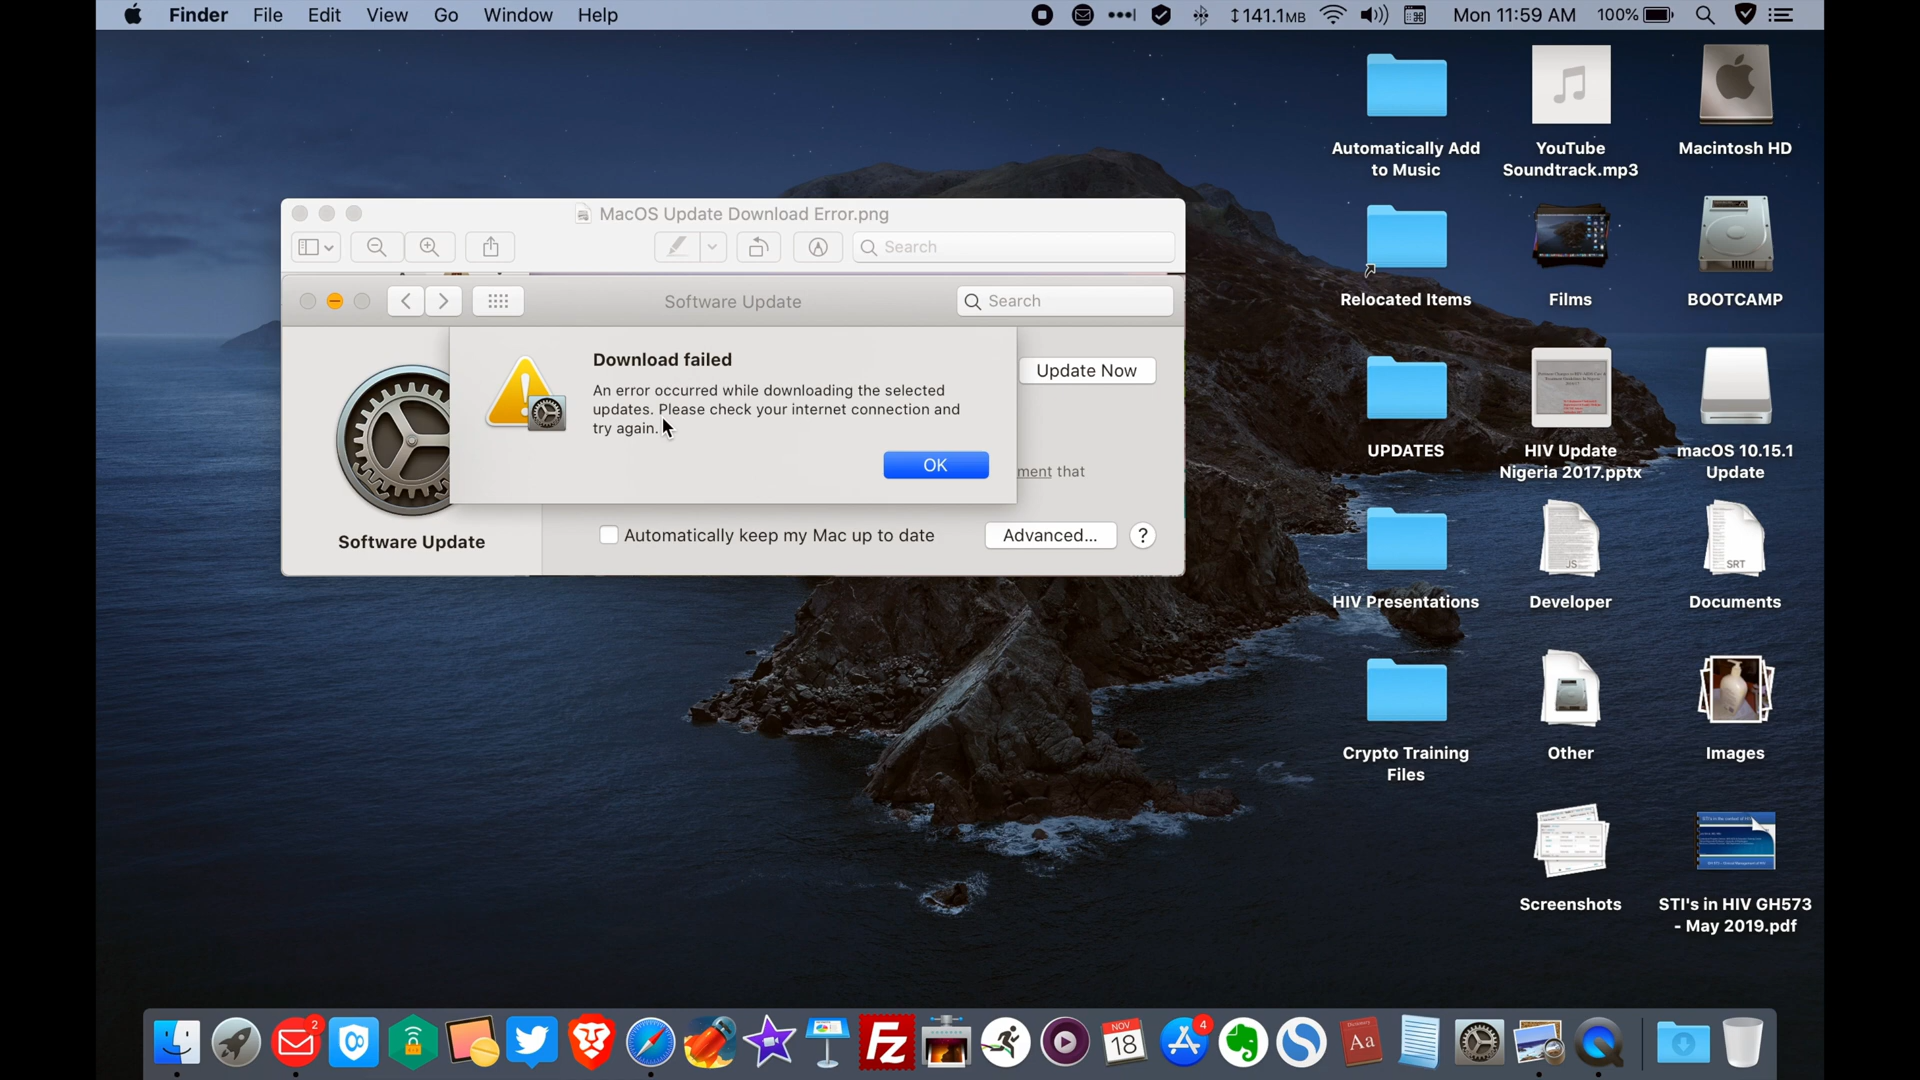 Finder File Edit View Go Window Help
141.1MB Mon 11:59 AM 100%
MacOS Update Download Error.png
Search
Software Update
Search
Download failed
An error occurred while downloading the selected
updates. Please check your internet connection and
try again.
OK
Update Now
ment that
Software Update
Automatically keep my Mac up to date
Advanced...
?
Automatically Add
to Music
YouTube
Soundtrack.mp3
Macintosh HD
Relocated Items
Films
BOOTCAMP
UPDATES
HIV Update
Nigeria 2017.pptx
macOS 10.15.1
Update
JS
SRT
HIV Presentations
Developer
Documents
Crypto Training
Files
Other
Images
Screenshots
STI's in HIV GH573
- May 2019.pdf
2
FZ
NOV
18
4
Dictionary
Aa